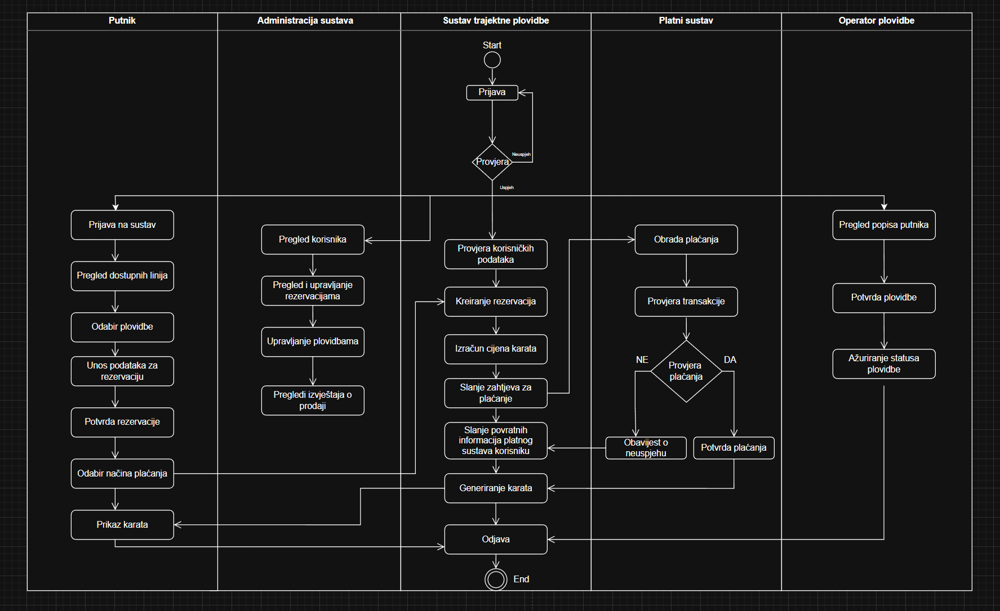 Putnik
Administracija sustava
Sustav trajektne plovidbe
Platni sustav
Operator plovidbe
Start
Prijava
Neuspjeh
Provjera
Uspjeh
Prijava na sustav
Pregled dostupnih linija
Odabir plovidbe
Unos podataka za
rezervaciju
Potvrda rezervacije
Odabir načina plaćanja
Prikaz karata
Pregled korisnika
Pregled i upravljanje
rezervacijama
Upravljanje plovidbama
Pregledi izvještaja o
prodaji
Provjera korisničkih
podataka
Kreiranje rezervacija
Izračun cijena karata
Slanje zahtjeva za
plaćanje
Slanje povratnih
informacija platnog
sustava korisniku
Generiranje karata
Odjava
End
Obrada plaćanja
Provjera transakcije
NE
DA
Provjera
plaćanja
Obavijest o
neuspjehu
Potvrda plaćanja
Pregled popisa putnika
Potvrda plovidbe
Ažuriranje statusa
plovidbe